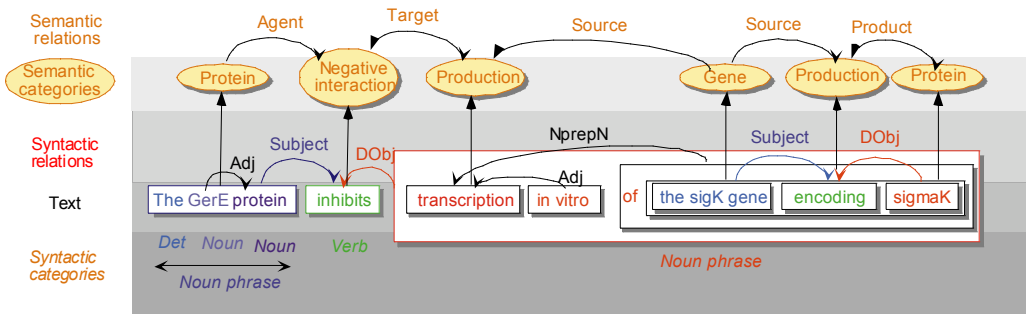 Semantic relations
Agent
Target
Source
Source
Product
Semantic categories
Protein
Negative interaction
Production
Gene
Production
Protein
Syntactic relations
Adj
Subject
DObj
NprepN
Adj
Subject
DObj
Text
The GerE protein
inhibits
transcription
in vitro
of
the sigK gene
encoding
sigmaK
Syntactic categories
Det
Noun
Noun
Verb
Noun phrase
Noun phrase